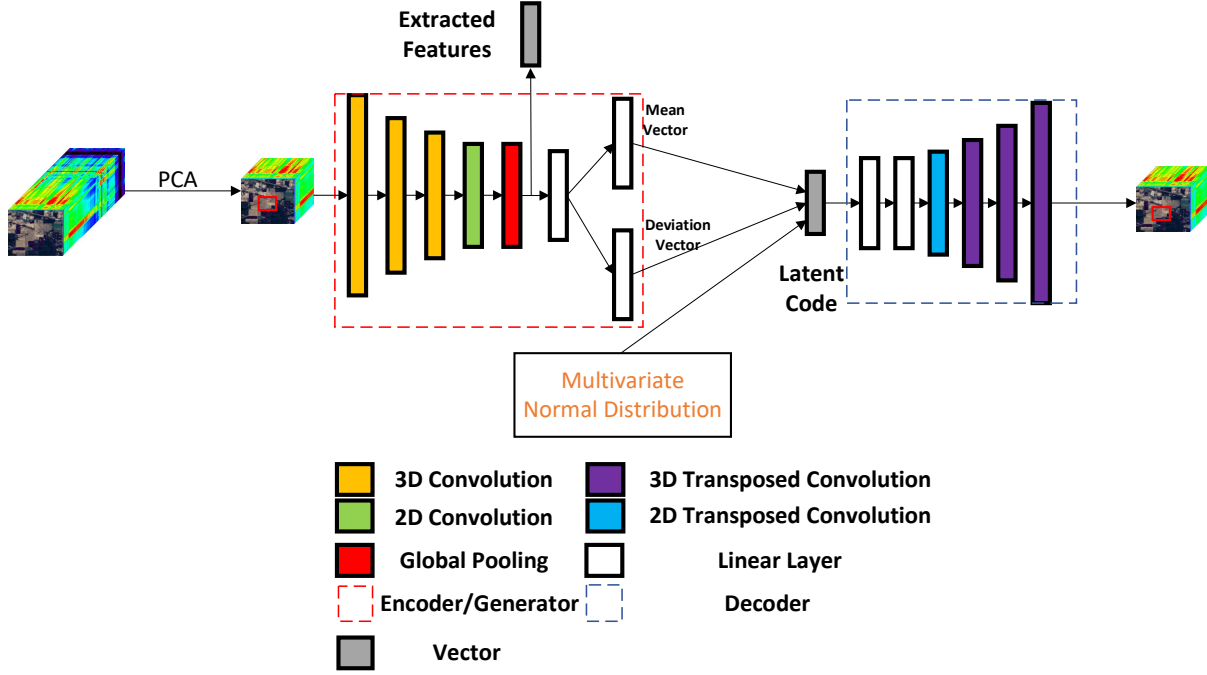 Extracted
Features
Mean
Vector
PCA
Deviation
Vector
Latent
Code
Multivariate
Normal Distribution
3D Convolution
3D Transposed Convolution
2D Convolution
2D Transposed Convolution
Global Pooling
Linear Layer
Encoder/Generator
Decoder
Vector